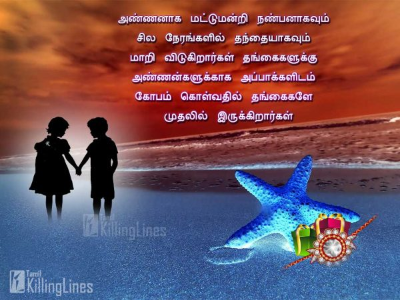 அண்ணனாக மட்டுமன்றி நண்பனாகவும்
சில நேரங்களில் தந்தையாகவும்
மாறி விடுகிறார்கள் தங்கைகளுக்கு
அண்ணன்களுக்காக அப்பாக்களிடம்
கோபம் கொள்வதில் தங்கைகளே
முதலில் இருக்கிறார்கள்
Tamil
KillingLines
Tamil
KillingLines